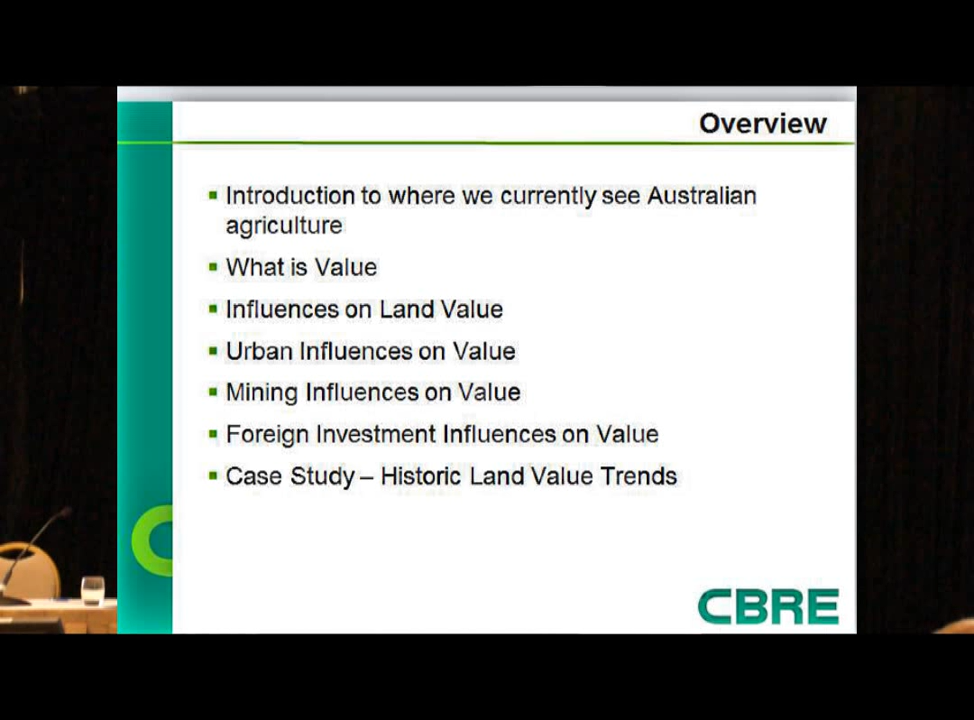 Overview
Introduction to where we currently see Australian
agriculture
What is Value
Influences on Land Value
Urban Influences on Value
Mining Influences on Value
Foreign Investment Influences on Value
Case Study – Historic Land Value Trends
CBRE